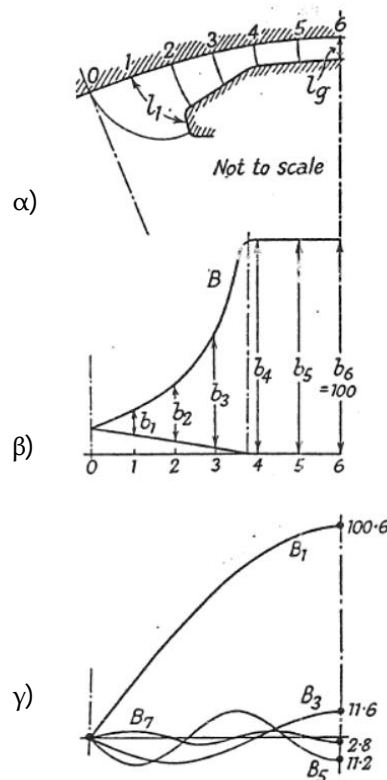 0 1 2 3 4 5 6
l₁
l_g
Not to scale
α)
B
b₁ b₂ b₃ b₄ b₅ b₆
=100
β)
0 1 2 3 4 5 6
100·6
B₁
B₃ 11·6
B₇
2·8
B₅ 11·2
γ)